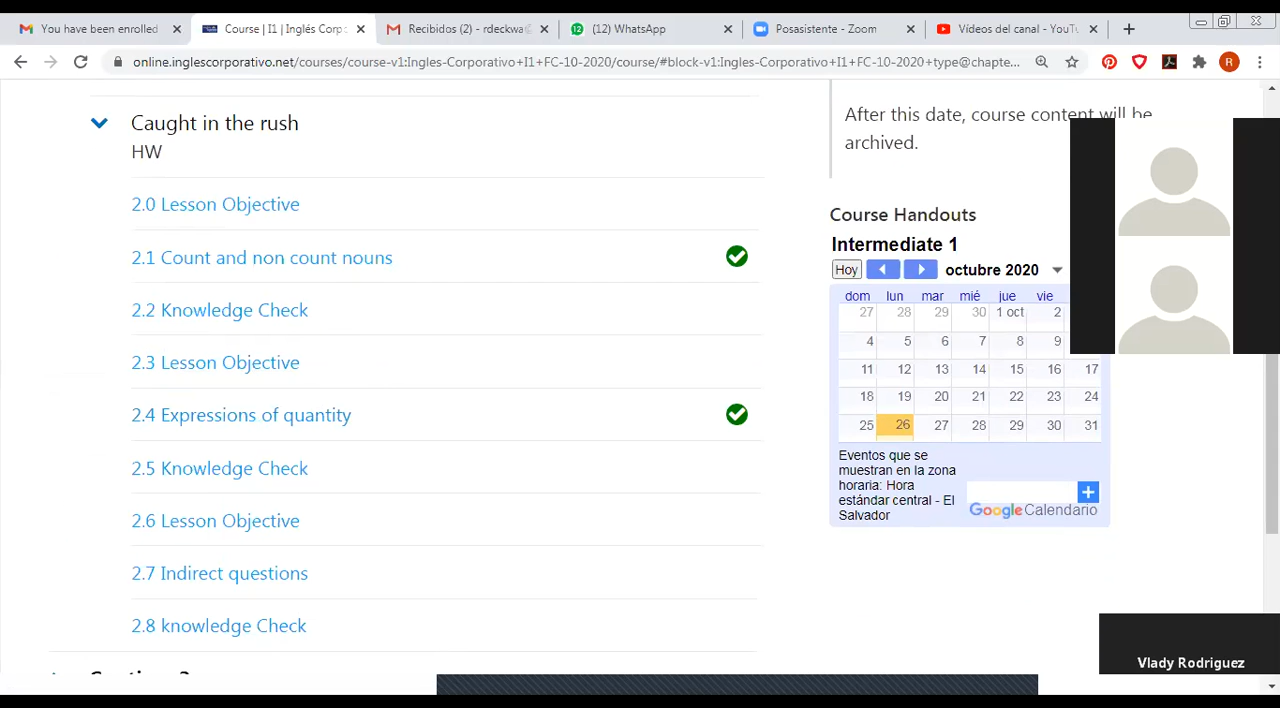 You have been enrolled
Course | I1 | Inglés Corpo
Recibidos (2) - rdeckwa
(12) WhatsApp
Posasistente - Zoom
Vídeos del canal - YouTu
online.inglescorporativo.net/courses/course-v1:Ingles-Corporativo+I1+FC-10-2020/course/#block-v1:Ingles-Corporativo+I1+FC-10-2020+type@chapte...
R
Caught in the rush
HW
2.0 Lesson Objective
2.1 Count and non count nouns
2.2 Knowledge Check
2.3 Lesson Objective
2.4 Expressions of quantity
2.5 Knowledge Check
2.6 Lesson Objective
2.7 Indirect questions
2.8 knowledge Check
After this date, course content will be
archived.
Course Handouts
Intermediate 1
Hoy octubre 2020
dom lun mar mié jue vie
27 28 29 30 1 oct 2
4 5 6 7 8 9
11 12 13 14 15 16 17
18 19 20 21 22 23 24
25 26 27 28 29 30 31
Eventos que se
muestran en la zona
horaria: Hora
estándar central - El
Salvador
Google Calendario
Vlady Rodriguez